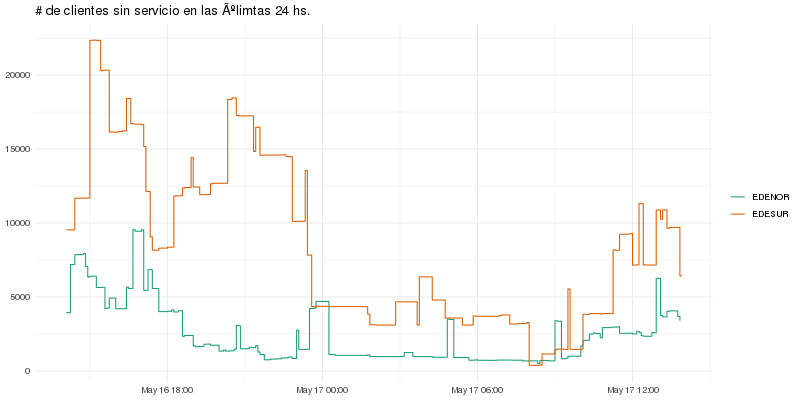 # de clientes sin servicio en las Ãºlimtas 24 hs.
20000
15000
10000
5000
0
May 16 18:00
May 17 00:00
May 17 06:00
May 17 12:00
EDENOR
EDESUR